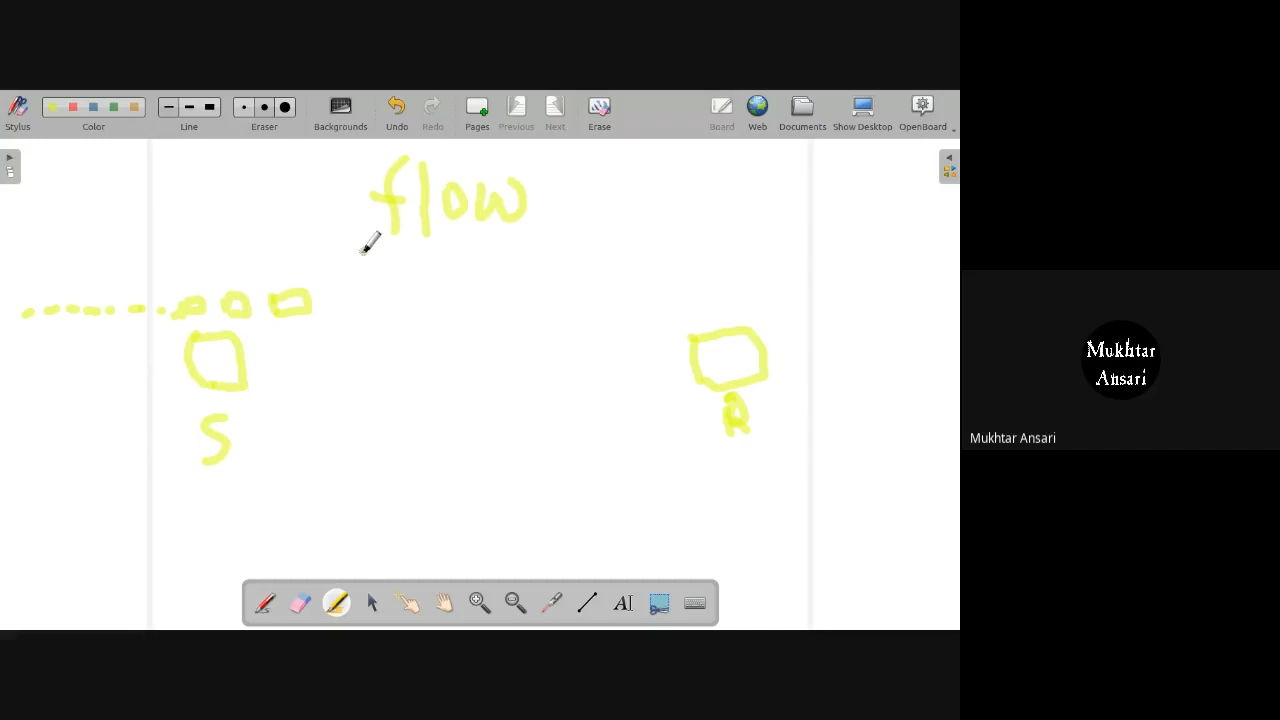 Stylus Color Line Eraser Backgrounds Undo Redo Pages Previous Next Erase Board Web Documents Show Desktop OpenBoard
flow
S
R
AI
Mukhtar
Ansari
Mukhtar Ansari